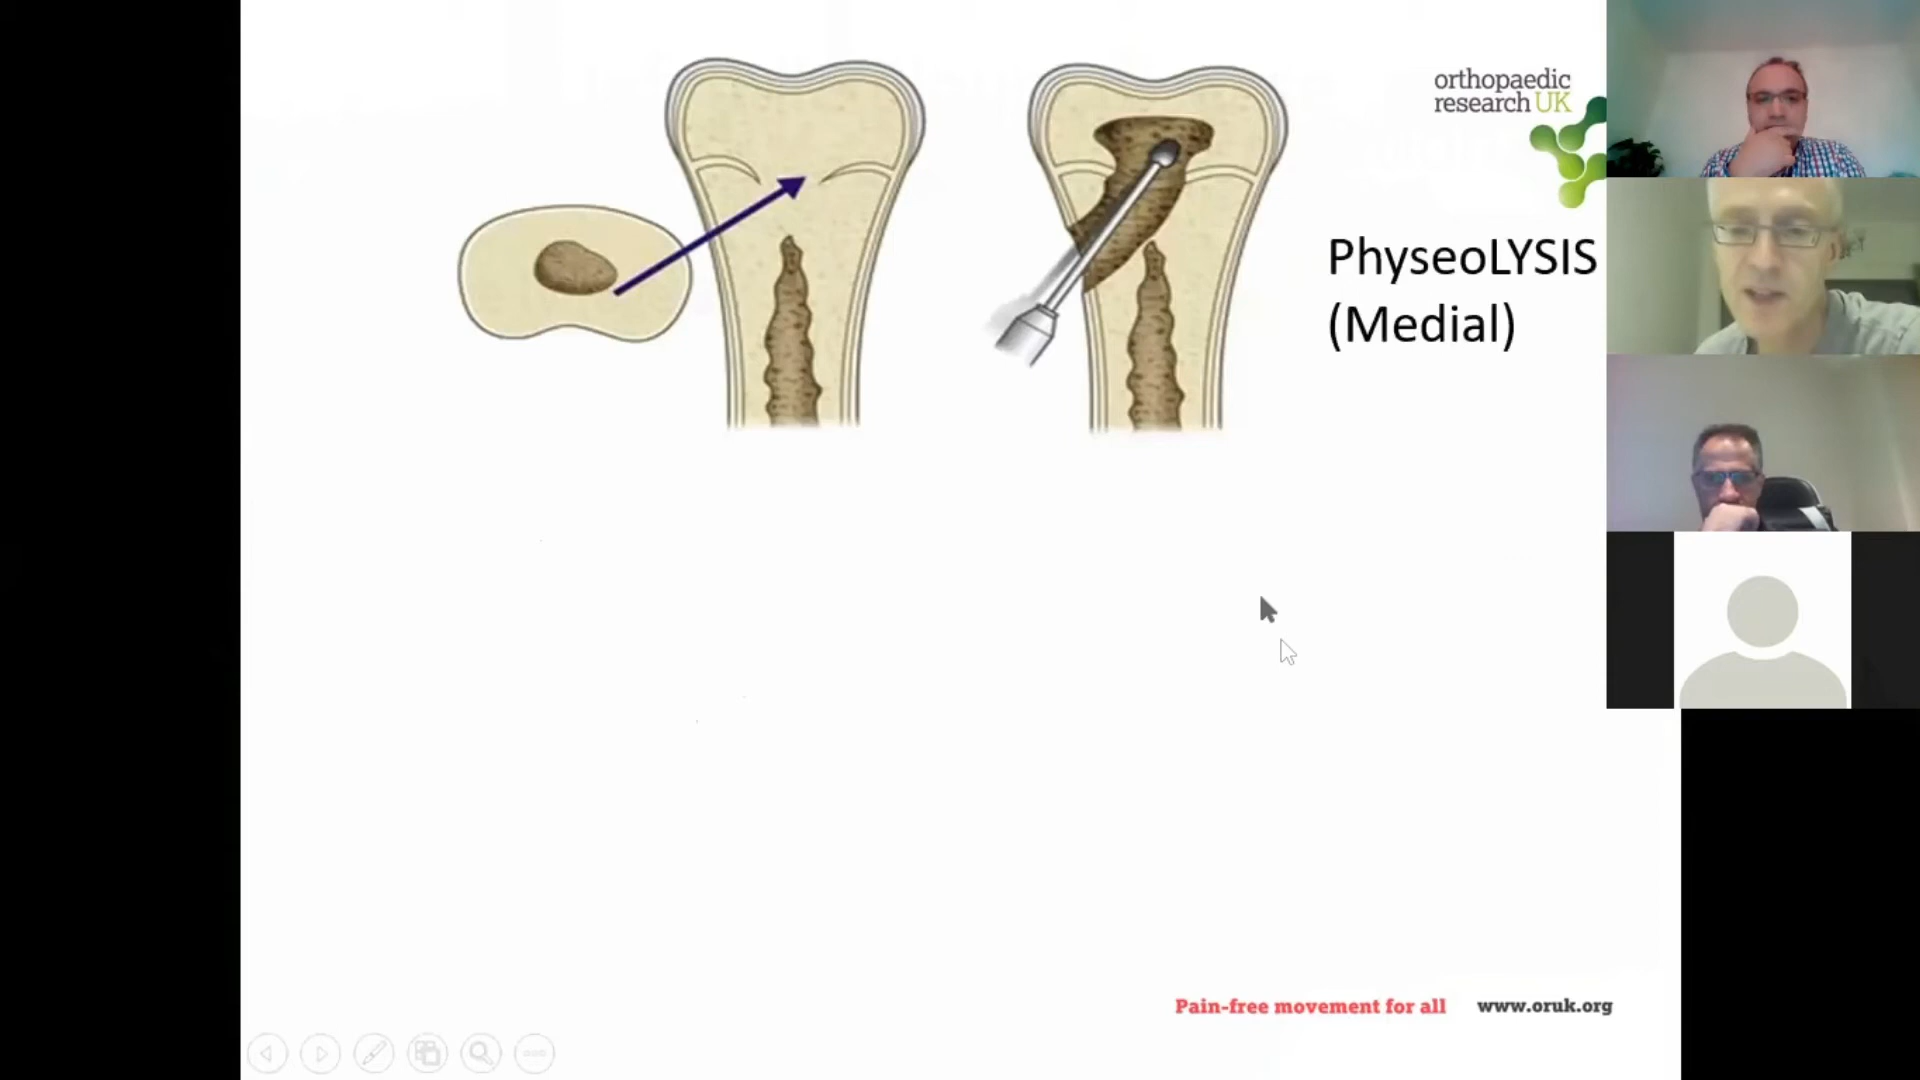 orthopaedic
research UK
PhyseoLYSIS
(Medial)
Pain-free movement for all www.oruk.org